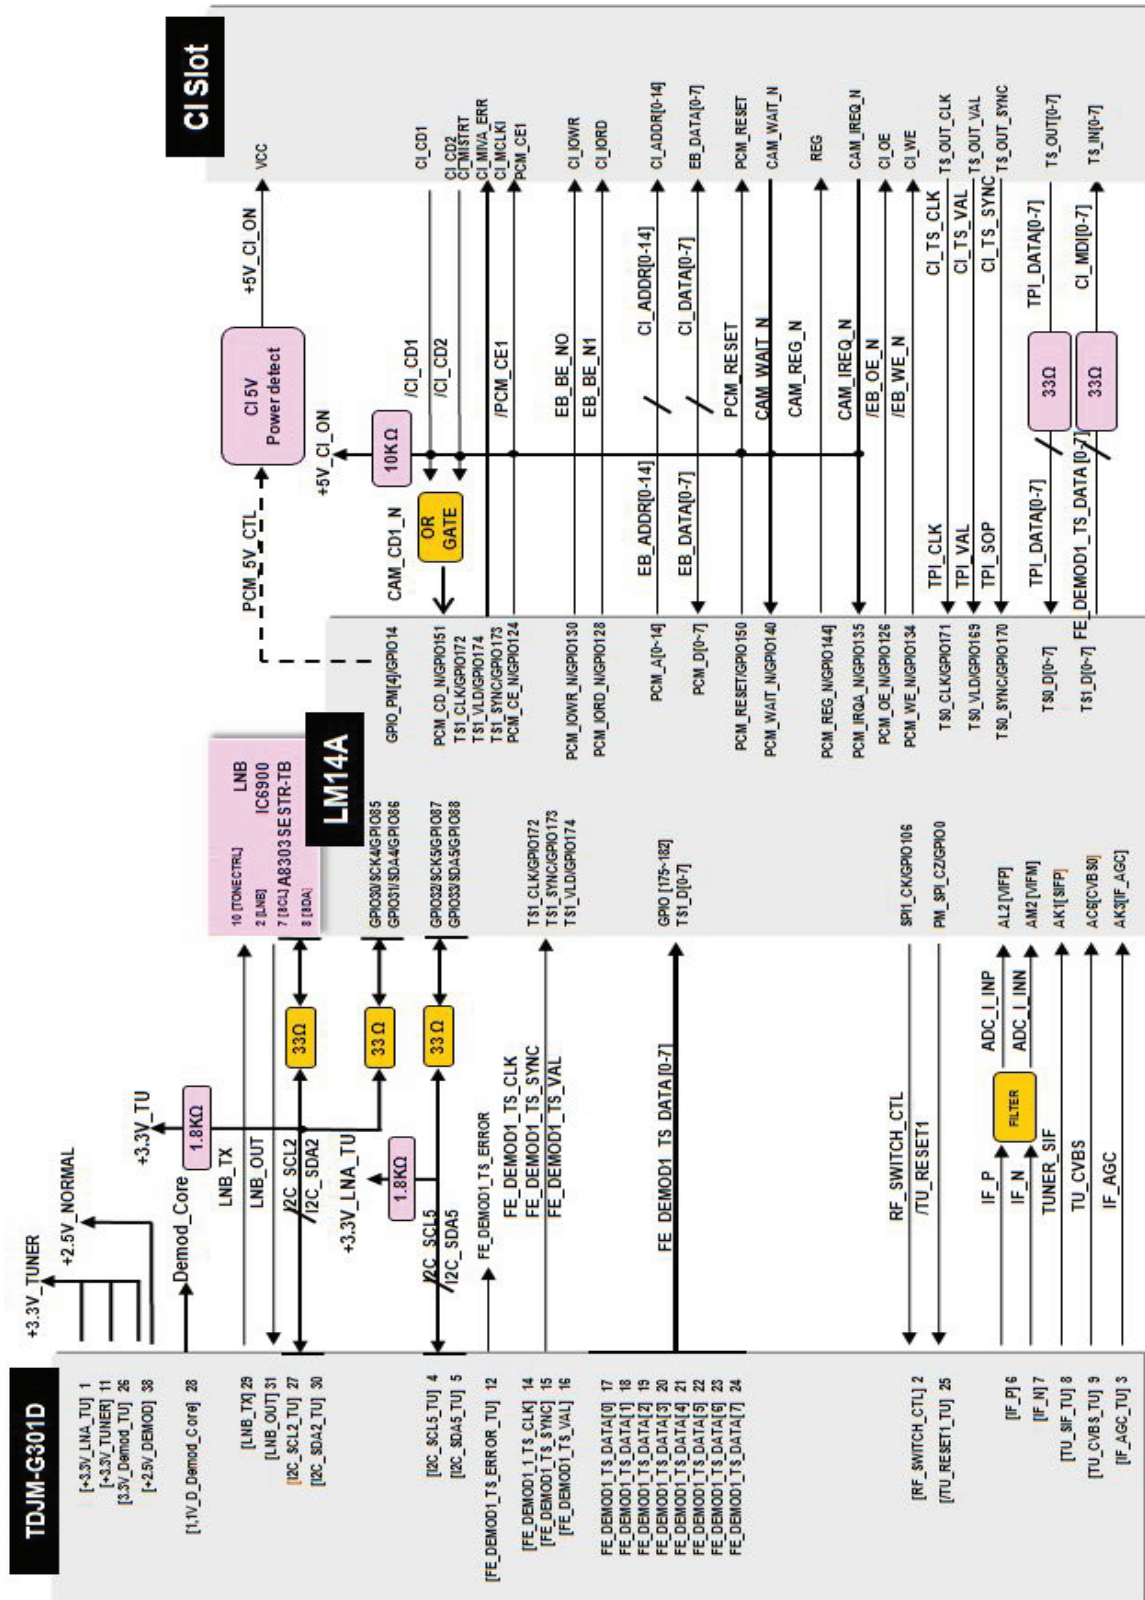 TDJM-G301D
[+3.3V_LNA_TU] 1
[+3.3V_TUNER] 11
[3.3V_Demod_TU] 26
[+2.5V_DEMOD] 38
[1,1V_D_Demod_Core] 28
[LNB_TX] 29
[LNB_OUT] 31
[I2C_SCL2_TU] 27
[I2C_SDA2_TU] 30
[I2C_SCL5_TU] 4
[I2C_SDA5_TU] 5
[FE_DEMOD1_TS_ERROR_TU] 12
[FE_DEMOD1_1_TS_CLK] 14
[FE_DEMOD1_TS_SYNC] 15
[FE_DEMOD1_TS_VAL] 16
FE_DEMOD1_TS_DATA[0] 17
FE_DEMOD1_TS_DATA[1] 18
FE_DEMOD1_TS_DATA[2] 19
FE_DEMOD1_TS_DATA[3] 20
FE_DEMOD1_TS_DATA[4] 21
FE_DEMOD1_TS_DATA[5] 22
FE_DEMOD1_TS_DATA[6] 23
FE_DEMOD1_TS_DATA[7] 24
[RF_SWITCH_CTL] 2
[/TU_RESET1_TU] 25
[IF_P] 6
[IF_N] 7
[TU_SIF_TU] 8
[TU_CVBS_TU] 9
[IF_AGC_TU] 3
+3.3V_TUNER
+2.5V_NORMAL
Demod_Core
+3.3V_TU
1.8KΩ
LNB_TX
LNB_OUT
I2C_SCL2
I2C_SDA2
33Ω
33 Ω
+3.3V_LNA_TU
1.8KΩ
I2C_SCL5
I2C_SDA5
33 Ω
FE_DEMOD1_TS_ERROR
FE_DEMOD1_TS_CLK
FE_DEMOD1_TS_SYNC
FE_DEMOD1_TS_VAL
FE_DEMOD1_TS_DATA[0-7]
RF_SWITCH_CTL
/TU_RESET1
IF_P
IF_N
FILTER
ADC_I_INP
ADC_I_INN
TUNER_SIF
TU_CVBS
IF_AGC
10 [TONECTRL]
2 [LNB]
7 [SCL]
8 [SDA]
LNB
IC6900
A8303SESTR-TB
LM14A
GPIO30/SCK4/GPIO85
GPIO31/SDA4/GPIO86
GPIO32/SCK5/GPIO87
GPIO33/SDA5/GPIO88
TS1_CLK/GPIO172
TS1_SYNC/GPIO173
TS1_VLD/GPIO174
GPIO [175~182]
TS1_D[0-7]
SPI1_CK/GPIO106
PM_SPI_CZ/GPIO0
AL2 [VIFP]
AM2 [VIFM]
AK1[SIFP]
AC6[CVBS0]
AK3[IF_AGC]
GPIO_PM[4]/GPIO14
PCM_CD_N/GPIO151
TS1_CLK/GPIO172
TS1_VLD/GPIO174
TS1_SYNC/GPIO173
PCM_CE_N/GPIO124
PCM_IOWR_N/GPIO130
PCM_IORD_N/GPIO128
PCM_A[0~14]
PCM_D[0~7]
PCM_RESET/GPIO150
PCM_WAIT_N/GPIO140
PCM_REG_N/GPIO144]
PCM_IRQA_N/GPIO135
PCM_OE_N/GPIO126
PCM_WE_N/GPIO134
TS0_CLK/GPIO171
TS0_VLD/GPIO169
TS0_SYNC/GPIO170
TS0_D[0~7]
TS1_D[0~7]
PCM_5V_CTL
CI 5V
Power detect
+5V_CI_ON
+5V_CI_ON
10KΩ
CAM_CD1_N
OR
GATE
/CI_CD1
/CI_CD2
/PCM_CE1
EB_BE_NO
EB_BE_N1
EB_ADDR[0-14]
CI_ADDR[0-14]
EB_DATA[0-7]
CI_DATA[0-7]
PCM_RESET
CAM_WAIT_N
CAM_REG_N
CAM_IREQ_N
/EB_OE_N
/EB_WE_N
TPI_CLK
CI_TS_CLK
TPI_VAL
CI_TS_VAL
TPI_SOP
CI_TS_SYNC
TPI_DATA[0-7]
33Ω
TPI_DATA[0-7]
FE_DEMOD1_TS_DATA [0-7]
33Ω
CI_MDI[0-7]
CI Slot
VCC
CI_CD1
CI_CD2
CI_MISTRT
CI_MIVA_ERR
CI_MCLKI
PCM_CE1
CI_IOWR
CI_IORD
CI_ADDR[0-14]
EB_DATA[0-7]
PCM_RESET
CAM_WAIT_N
REG
CAM_IREQ_N
CI_OE
CI_WE
TS_OUT_CLK
TS_OUT_VAL
TS_OUT_SYNC
TS_OUT[0-7]
TS_IN[0-7]